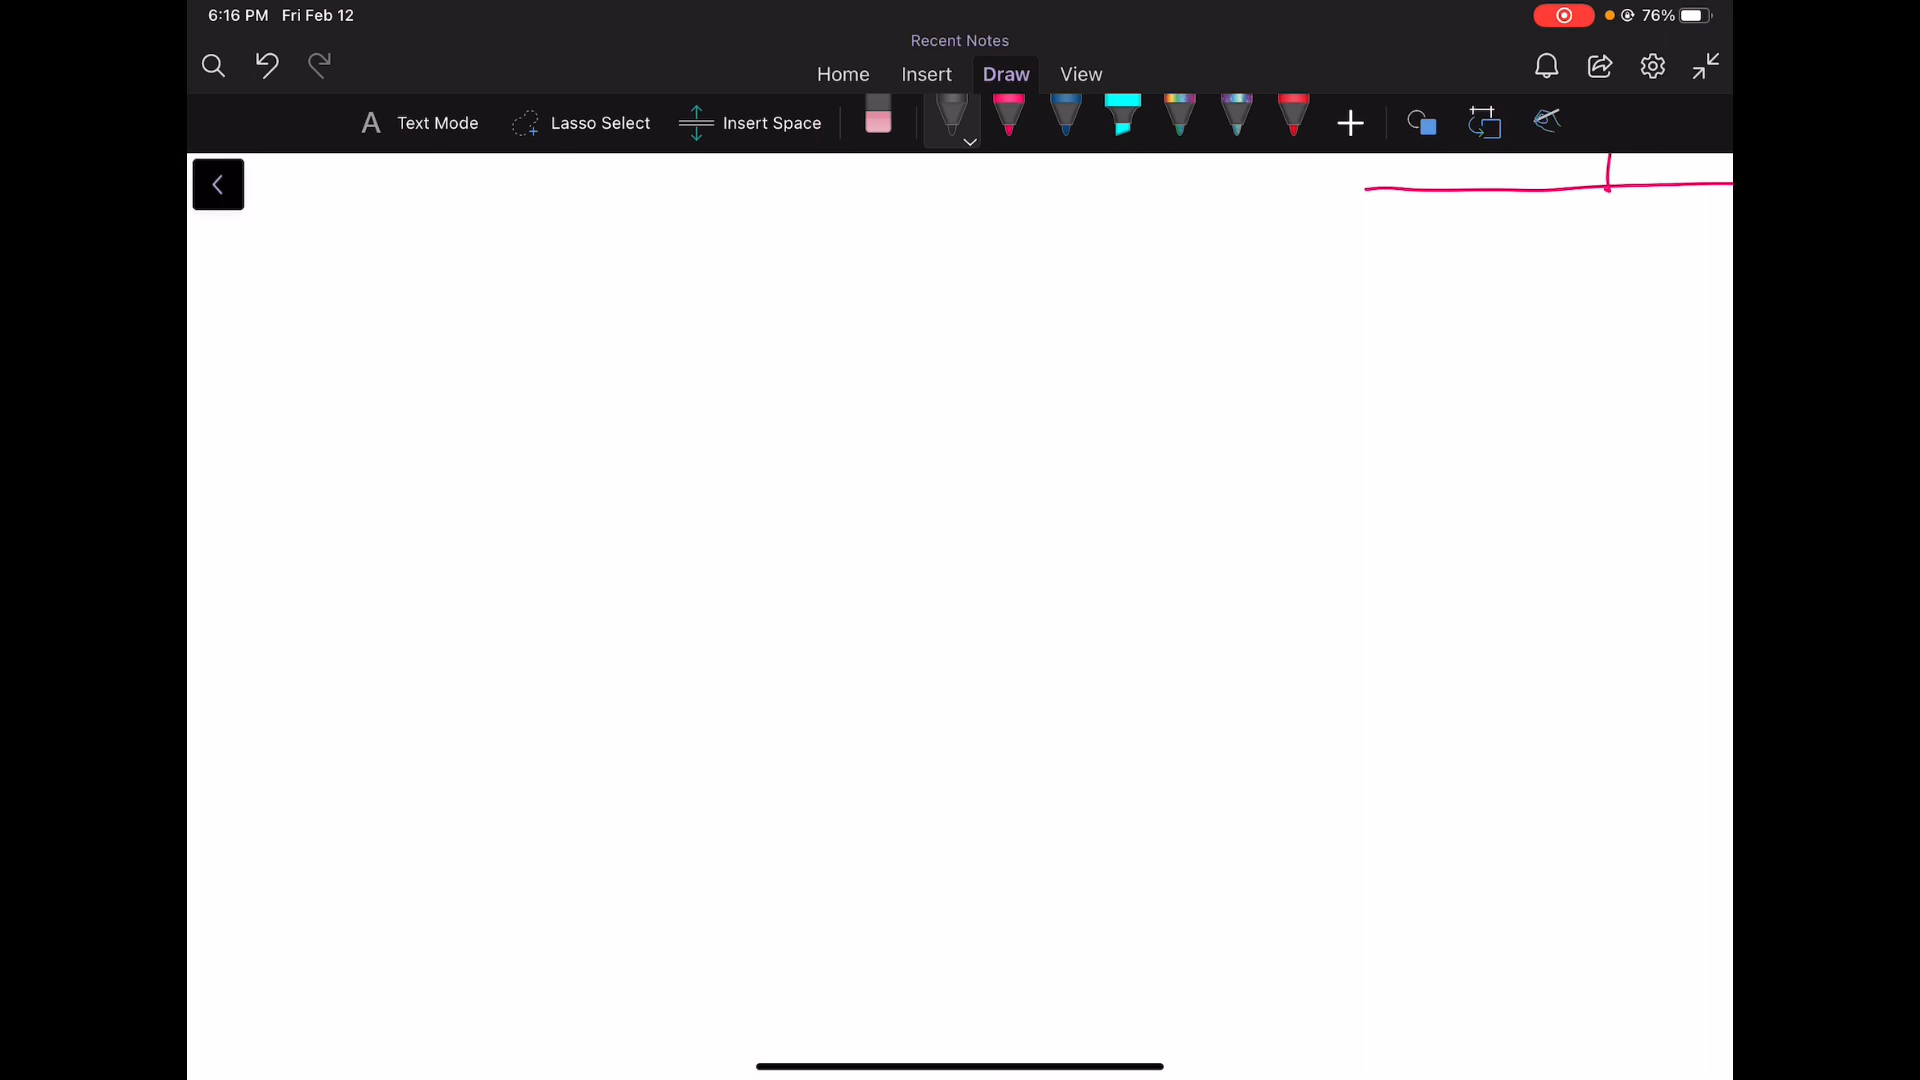 6:16 PM Fri Feb 12
76%
Recent Notes
Home Insert Draw View
A Text Mode Lasso Select Insert Space